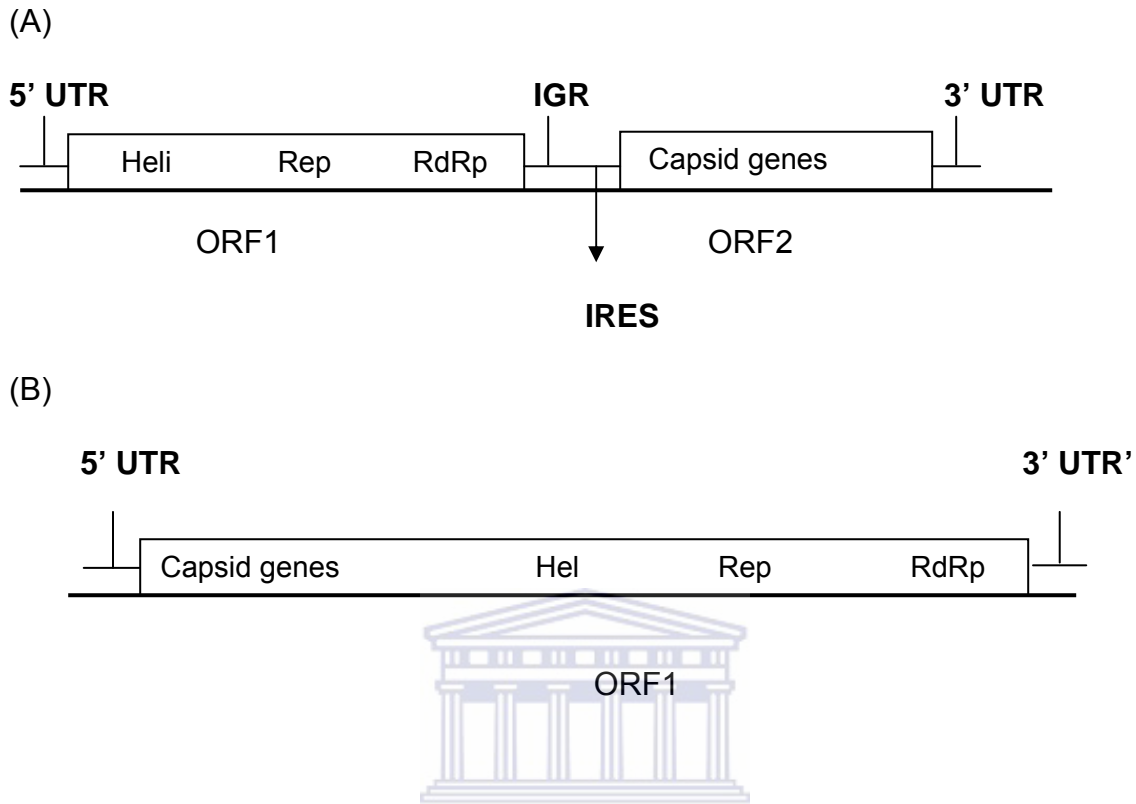 (A)
5’ UTR IGR 3’ UTR
Heli Rep RdRp Capsid genes
ORF1 ORF2
IRES
(B)
5’ UTR 3’ UTR’
Capsid genes Hel Rep RdRp
ORF1